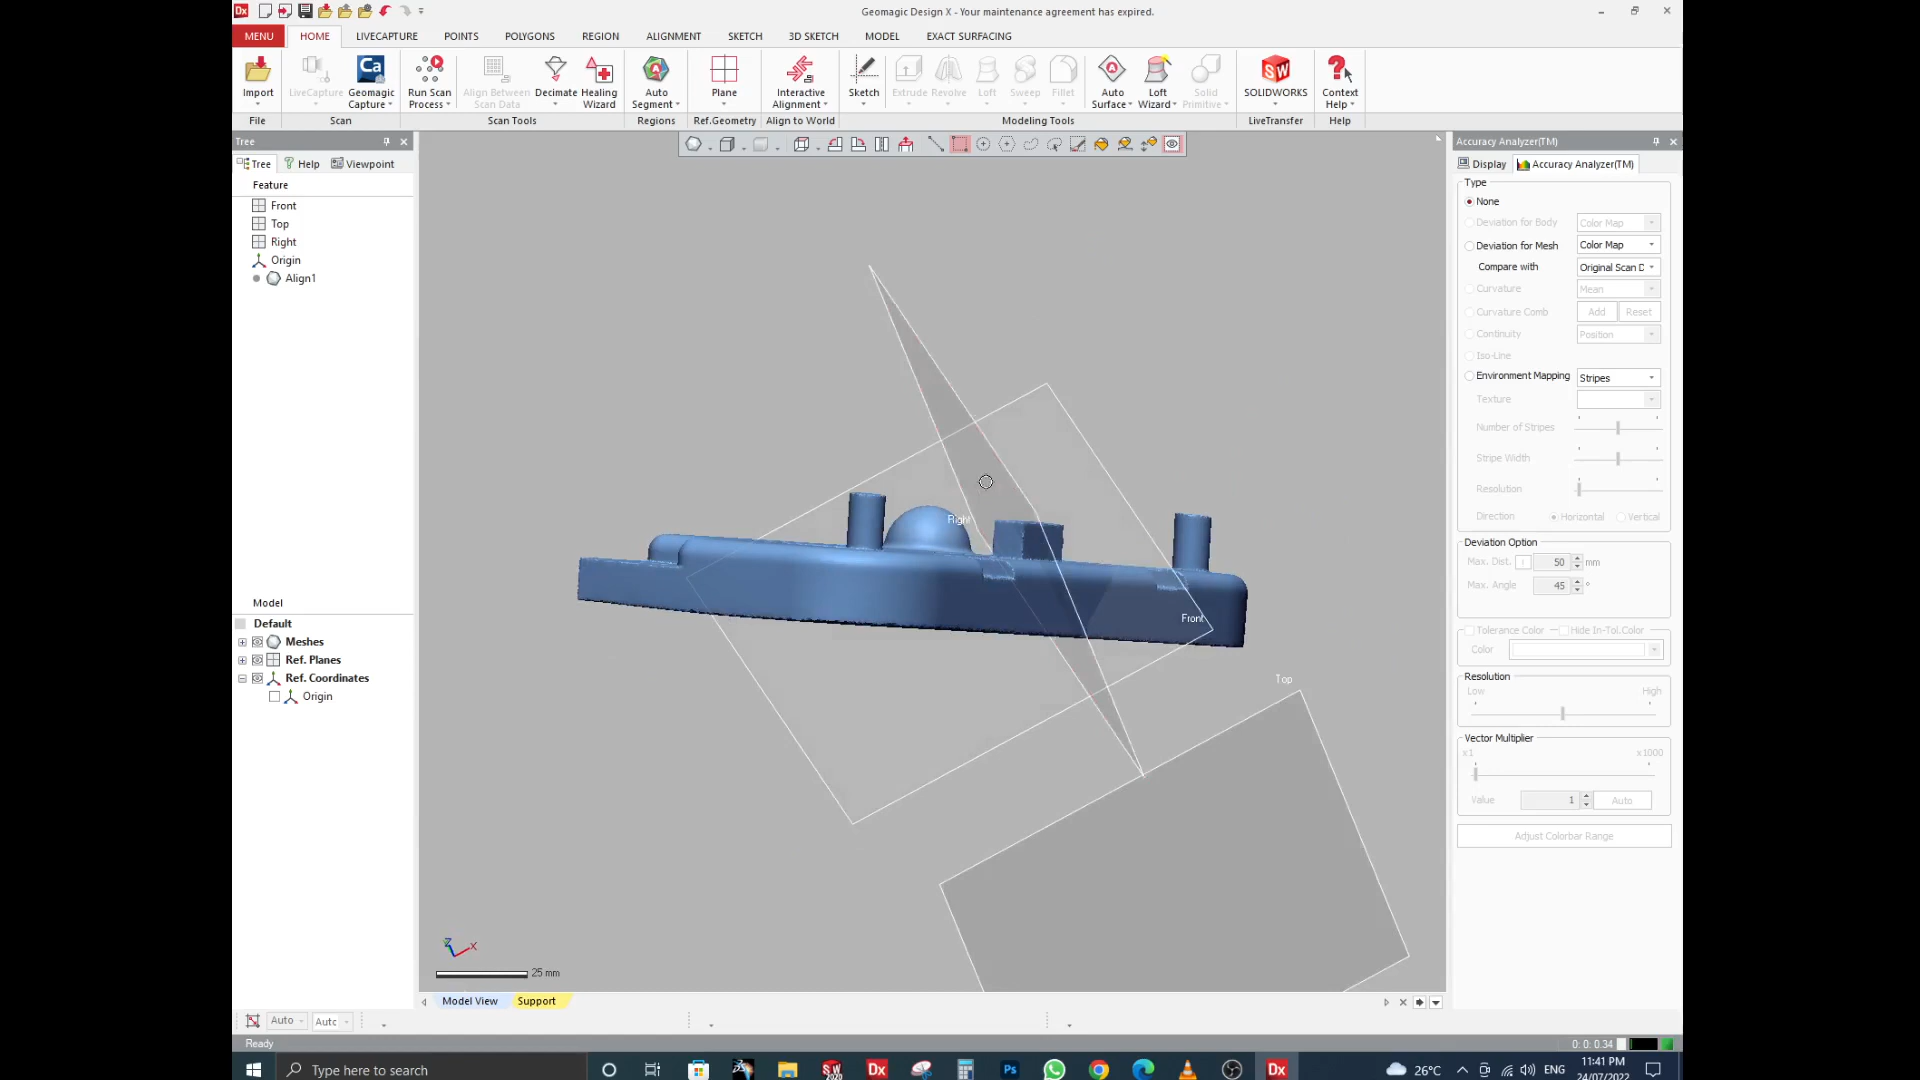 Geomagic Design X - Your maintenance agreement has expired.
MENU HOME LIVECAPTURE POINTS POLYGONS REGION ALIGNMENT SKETCH 3D SKETCH MODEL EXACT SURFACING
Import LiveCapture Geomagic Capture Run Scan Process Align Between Scan Data Decimate Healing Wizard Auto Segment Plane Interactive Alignment Sketch Extrude Revolve Loft Sweep Fillet Auto Surface Loft Wizard Solid Primitive SOLIDWORKS Context Help
File Scan Scan Tools Regions Ref.Geometry Align to World Modeling Tools LiveTransfer Help
Tree
Tree Help Viewpoint
Feature
Front
Top
Right
Origin
Align1
Model
Default
Meshes
Ref. Planes
Ref. Coordinates
Origin
Right
Front
Top
Z X
25 mm
Model View Support
Auto Auto
Ready
Accuracy Analyzer(TM)
Display Accuracy Analyzer(TM)
Type
None
Deviation for Body Color Map
Deviation for Mesh Color Map
Compare with Original Scan D
Curvature Mean
Curvature Comb Add Reset
Continuity Position
Iso-Line
Environment Mapping Stripes
Texture
Number of Stripes
Stripe Width
Resolution
Direction Horizontal Vertical
Deviation Option
Max. Dist. 50 mm
Max. Angle 45 °
Tolerance Color Hide In-Tol.Color
Color
Resolution
Low High
Vector Multiplier
x1 x1000
Value 1 Auto
Adjust Colorbar Range
0: 0: 0.34
Type here to search
26°C ENG 11:41 PM
24/07/2022